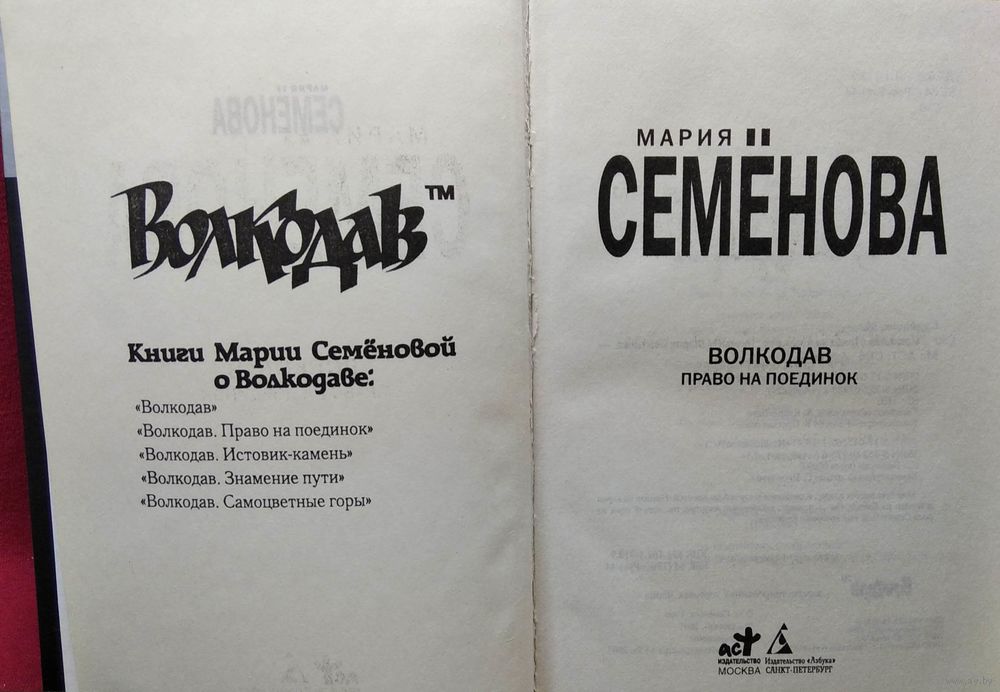 Волкодав™
Книги Марии Семёновой
о Волкодаве:
«Волкодав»
«Волкодав. Право на поединок»
«Волкодав. Истовик-камень»
«Волкодав. Знамение пути»
«Волкодав. Самоцветные горы»
МАРИЯ
СЕМЁНОВА
ВОЛКОДАВ
ПРАВО НА ПОЕДИНОК
аст
ИЗДАТЕЛЬСТВО
МОСКВА
Издательство «Азбука»
САНКТ-ПЕТЕРБУРГ